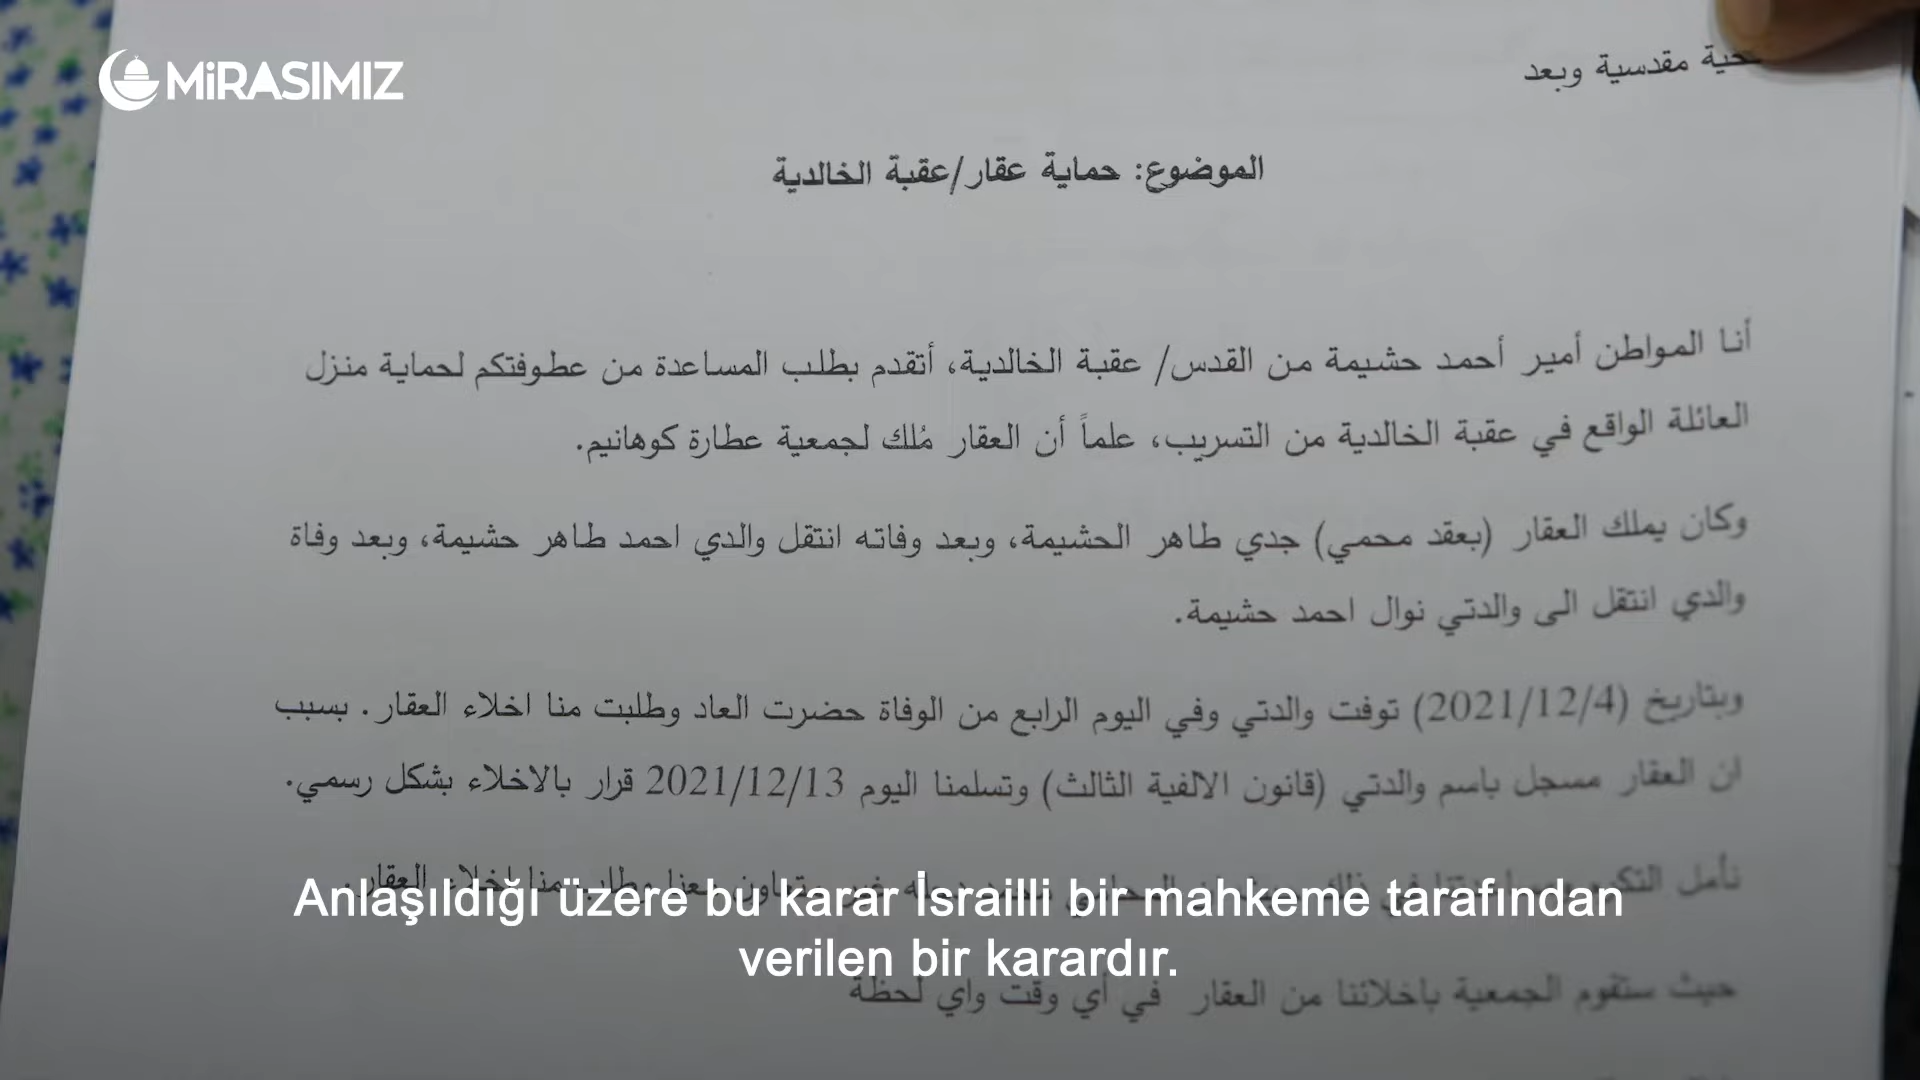 MİRASIMIZ
مقدسية وبعد
الموضوع: حماية عقار/عقبة الخالدية
أنا المواطن أمير أحمد حشيمة من القدس/ عقبة الخالدية، أتقدم بطلب المساعدة من عطوفتكم لحماية منزل
العائلة الواقع في عقبة الخالدية من التسريب، علماً أن العقار مُلك لجمعية عطارة كوهانيم.
وكان يملك العقار (بعقد محمي) جدي طاهر الحشيمة، وبعد وفاته انتقل والدي احمد طاهر حشيمة، وبعد وفاة
والدي انتقل الى والدتي نوال احمد حشيمة.
وبتاريخ (2021/12/4) توفت والدتي وفي اليوم الرابع من الوفاة حضرت العاد وطلبت منا اخلاء العقار. بسبب
ان العقار مسجل باسم والدتي (قانون الالفية الثالث) وتسلمنا اليوم 2021/12/13 قرار بالاخلاء بشكل رسمي.
نأمل
Anlaşıldığı üzere bu karar İsrailli bir mahkeme tarafından
verilen bir karardır.
حيث ستقوم الجمعية باخلائنا من العقار في أي وقت واي لحظة